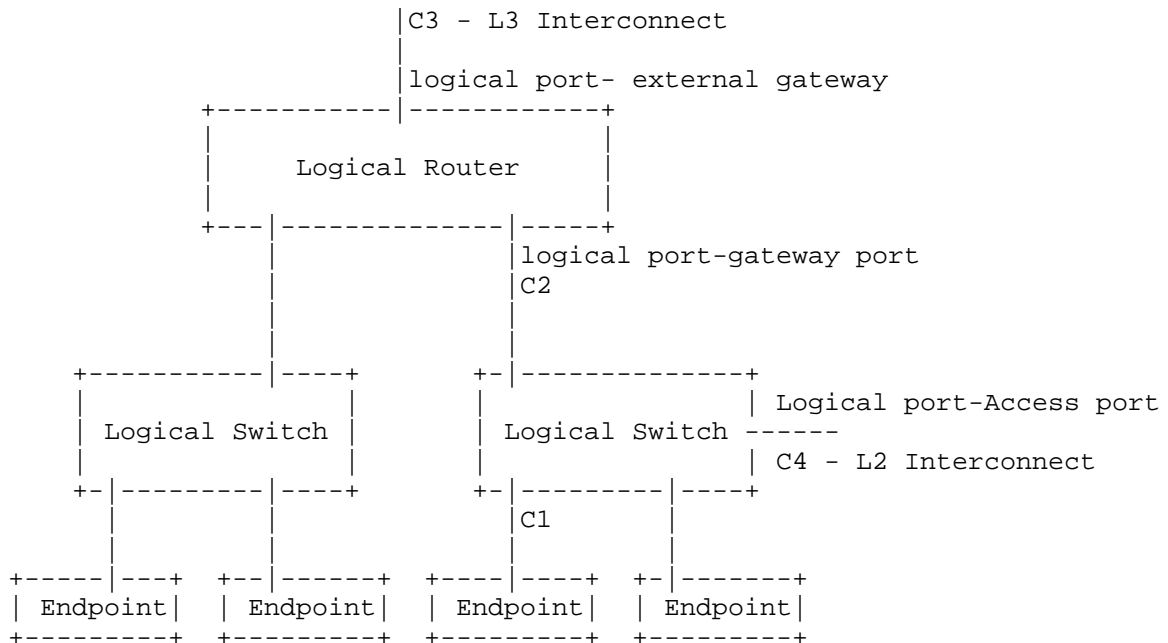 C3 - L3 Interconnect
logical port- external gateway
Logical Router
logical port-gateway port
C2
Logical port-Access port
Logical Switch Logical Switch
C4 - L2 Interconnect
C1
Endpoint Endpoint Endpoint Endpoint